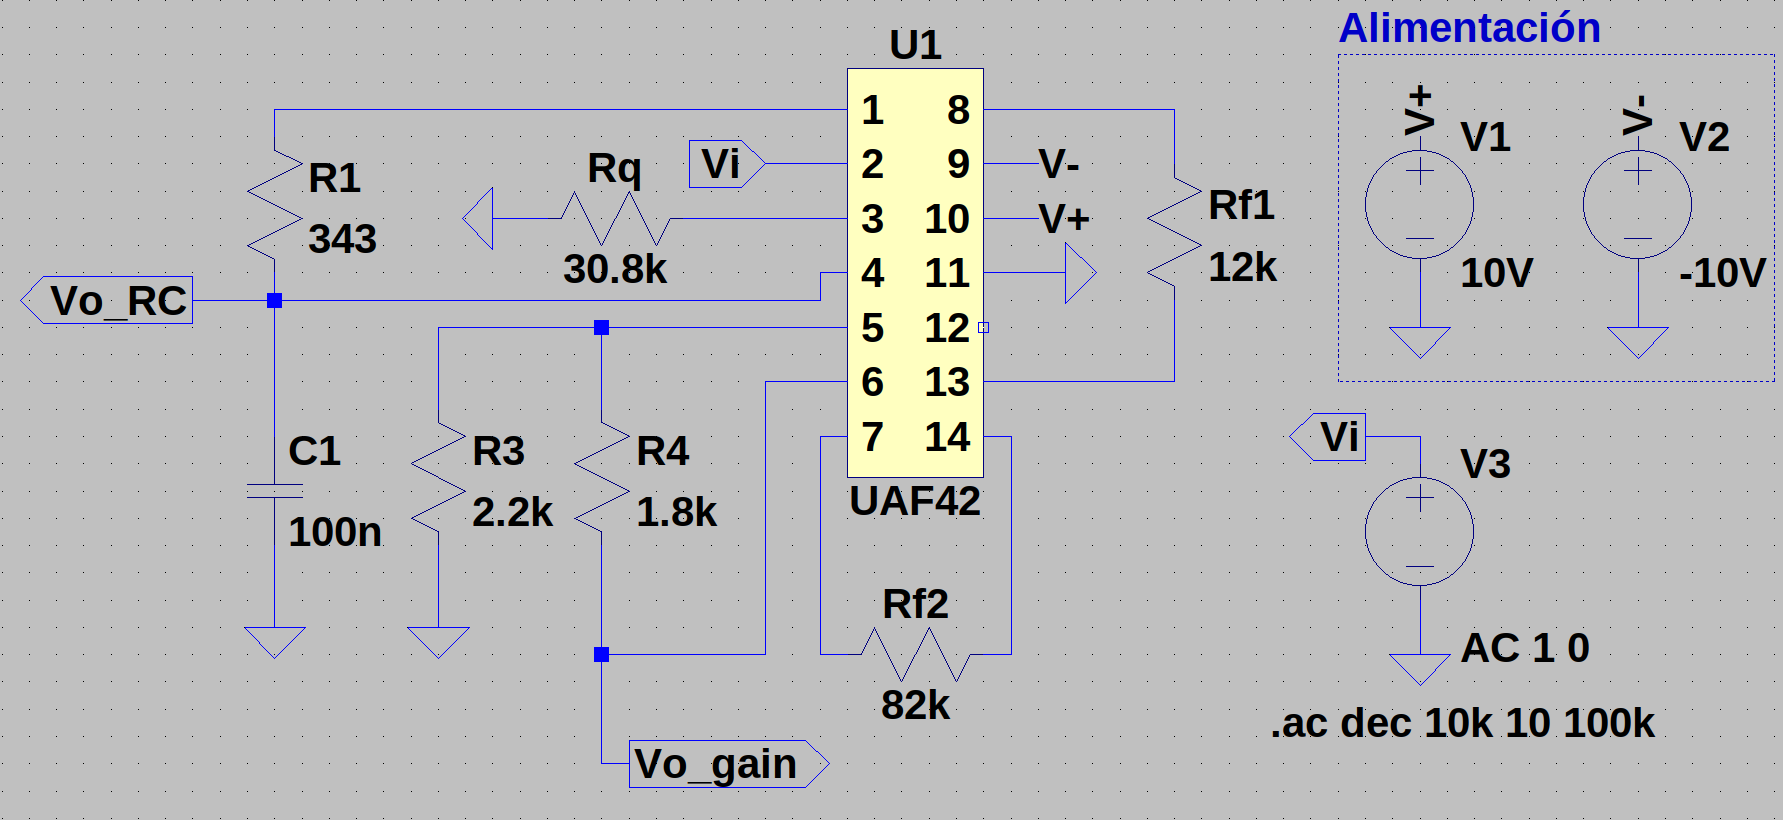 Alimentación
U1
1 8
2 9
3 10
4 11
5 12
6 13
7 14
UAF42
Vi
V-
V+
Rq
30.8k
R1
343
Vo_RC
Rf1
12k
C1
100n
R3
2.2k
R4
1.8k
Rf2
82k
Vo_gain
V+
V1
10V
V-
V2
-10V
Vi
V3
AC 1 0
.ac dec 10k 10 100k